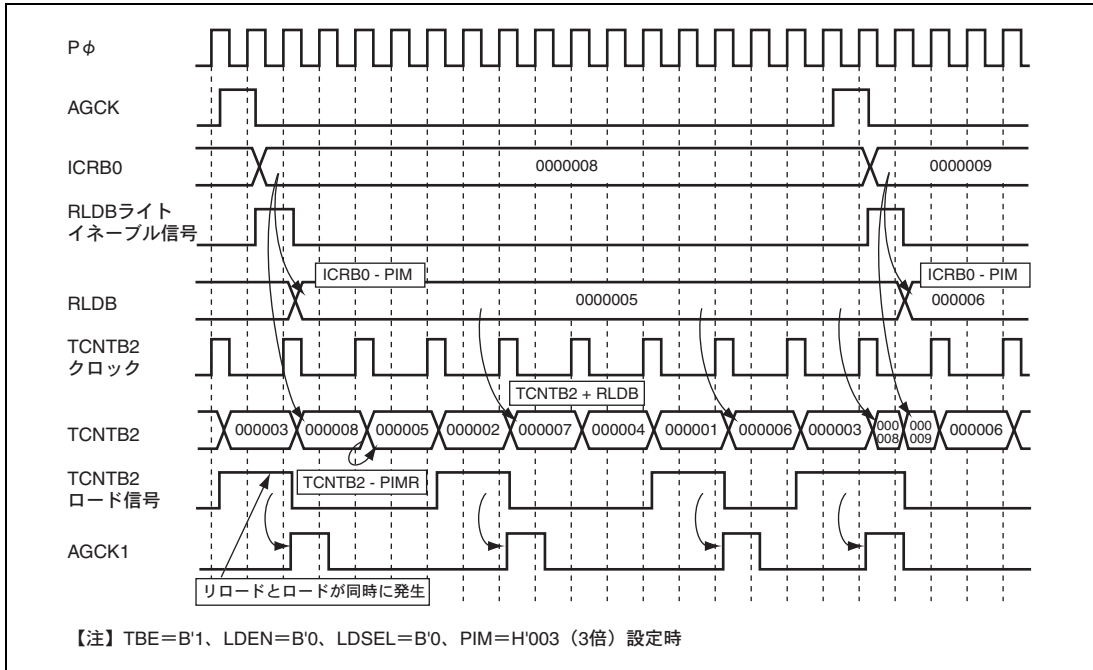 Pφ
AGCK
ICRB0
0000008
0000009
RLDBライト
イネーブル信号
ICRB0 - PIM
ICRB0 - PIM
RLDB
0000005
000006
TCNTB2
クロック
TCNTB2 + RLDB
TCNTB2
000003
000008
000005
000002
000007
000004
000001
000006
000003
000
008
000
009
000006
TCNTB2
ロード信号
TCNTB2 - PIMR
AGCK1
リロードとロードが同時に発生
【注】TBE＝B'1、LDEN＝B'0、LDSEL＝B'0、PIM＝H'003（3倍）設定時